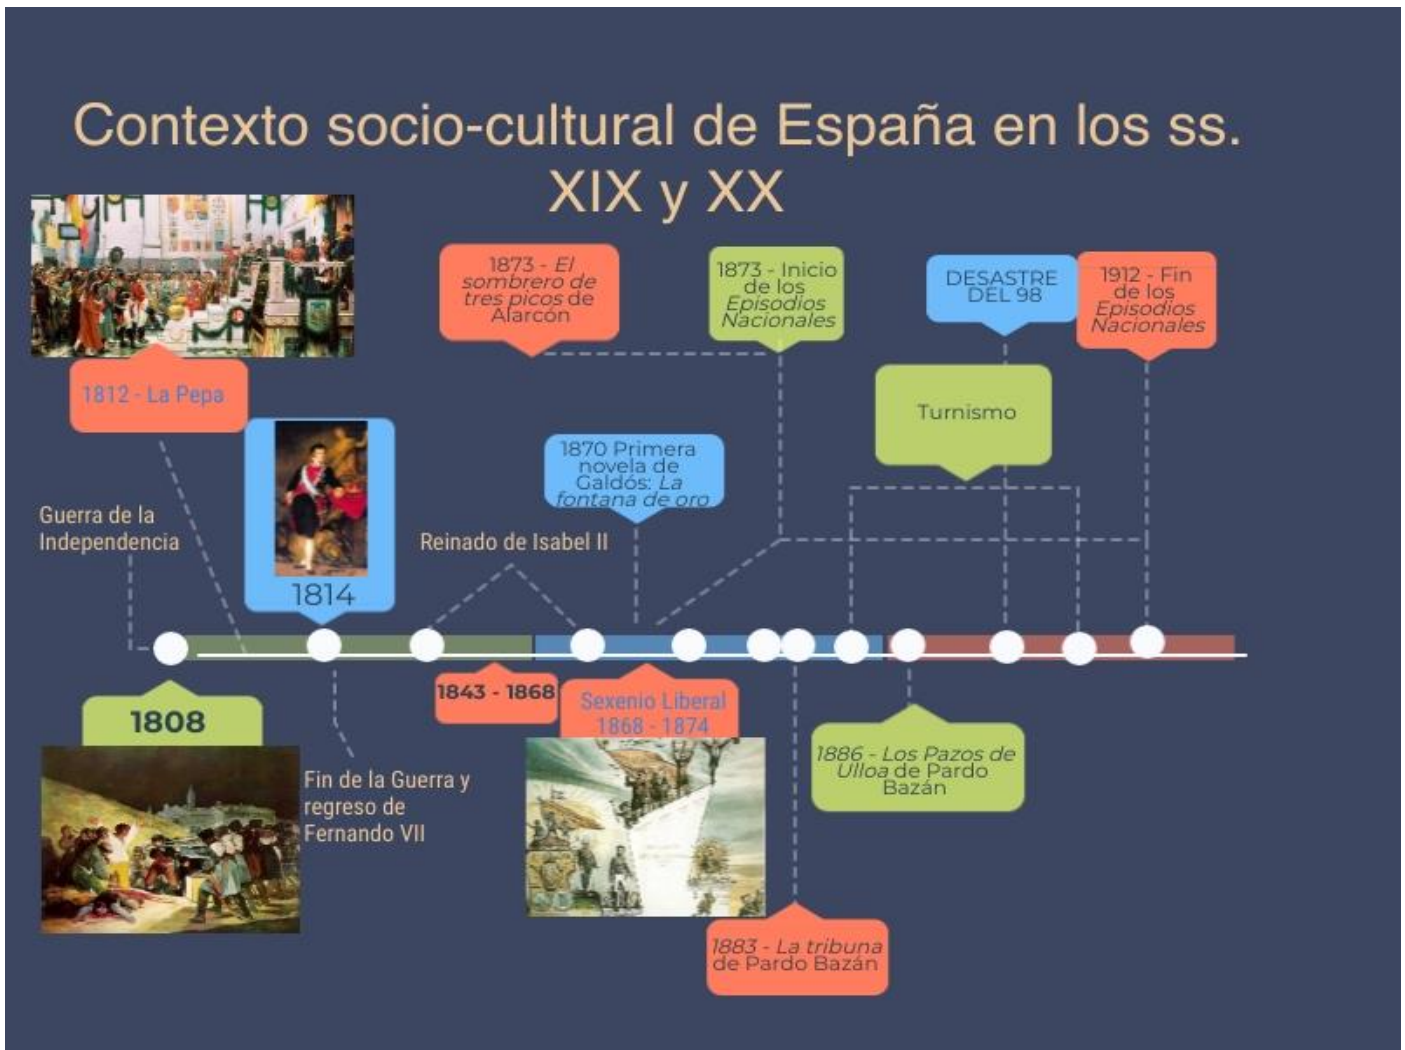 Contexto socio-cultural de España en los ss.
XIX y XX
1873 - El
sombrero de
tres picos de
Alarcón
1873 - Inicio
de los
Episodios
Nacionales
DESASTRE
DEL 98
1912 - Fin
de los
Episodios
Nacionales
1812 - La Pepa
Turnismo
1870 Primera
novela de
Galdós: La
fontana de oro
Guerra de la
Independencia
1814
Reinado de Isabel II
1808
1843 - 1868
Sexenio Liberal
1868 - 1874
Fin de la Guerra y
regreso de
Fernando VII
1886 - Los Pazos de
Ulloa de Pardo
Bazán
1883 - La tribuna
de Pardo Bazán